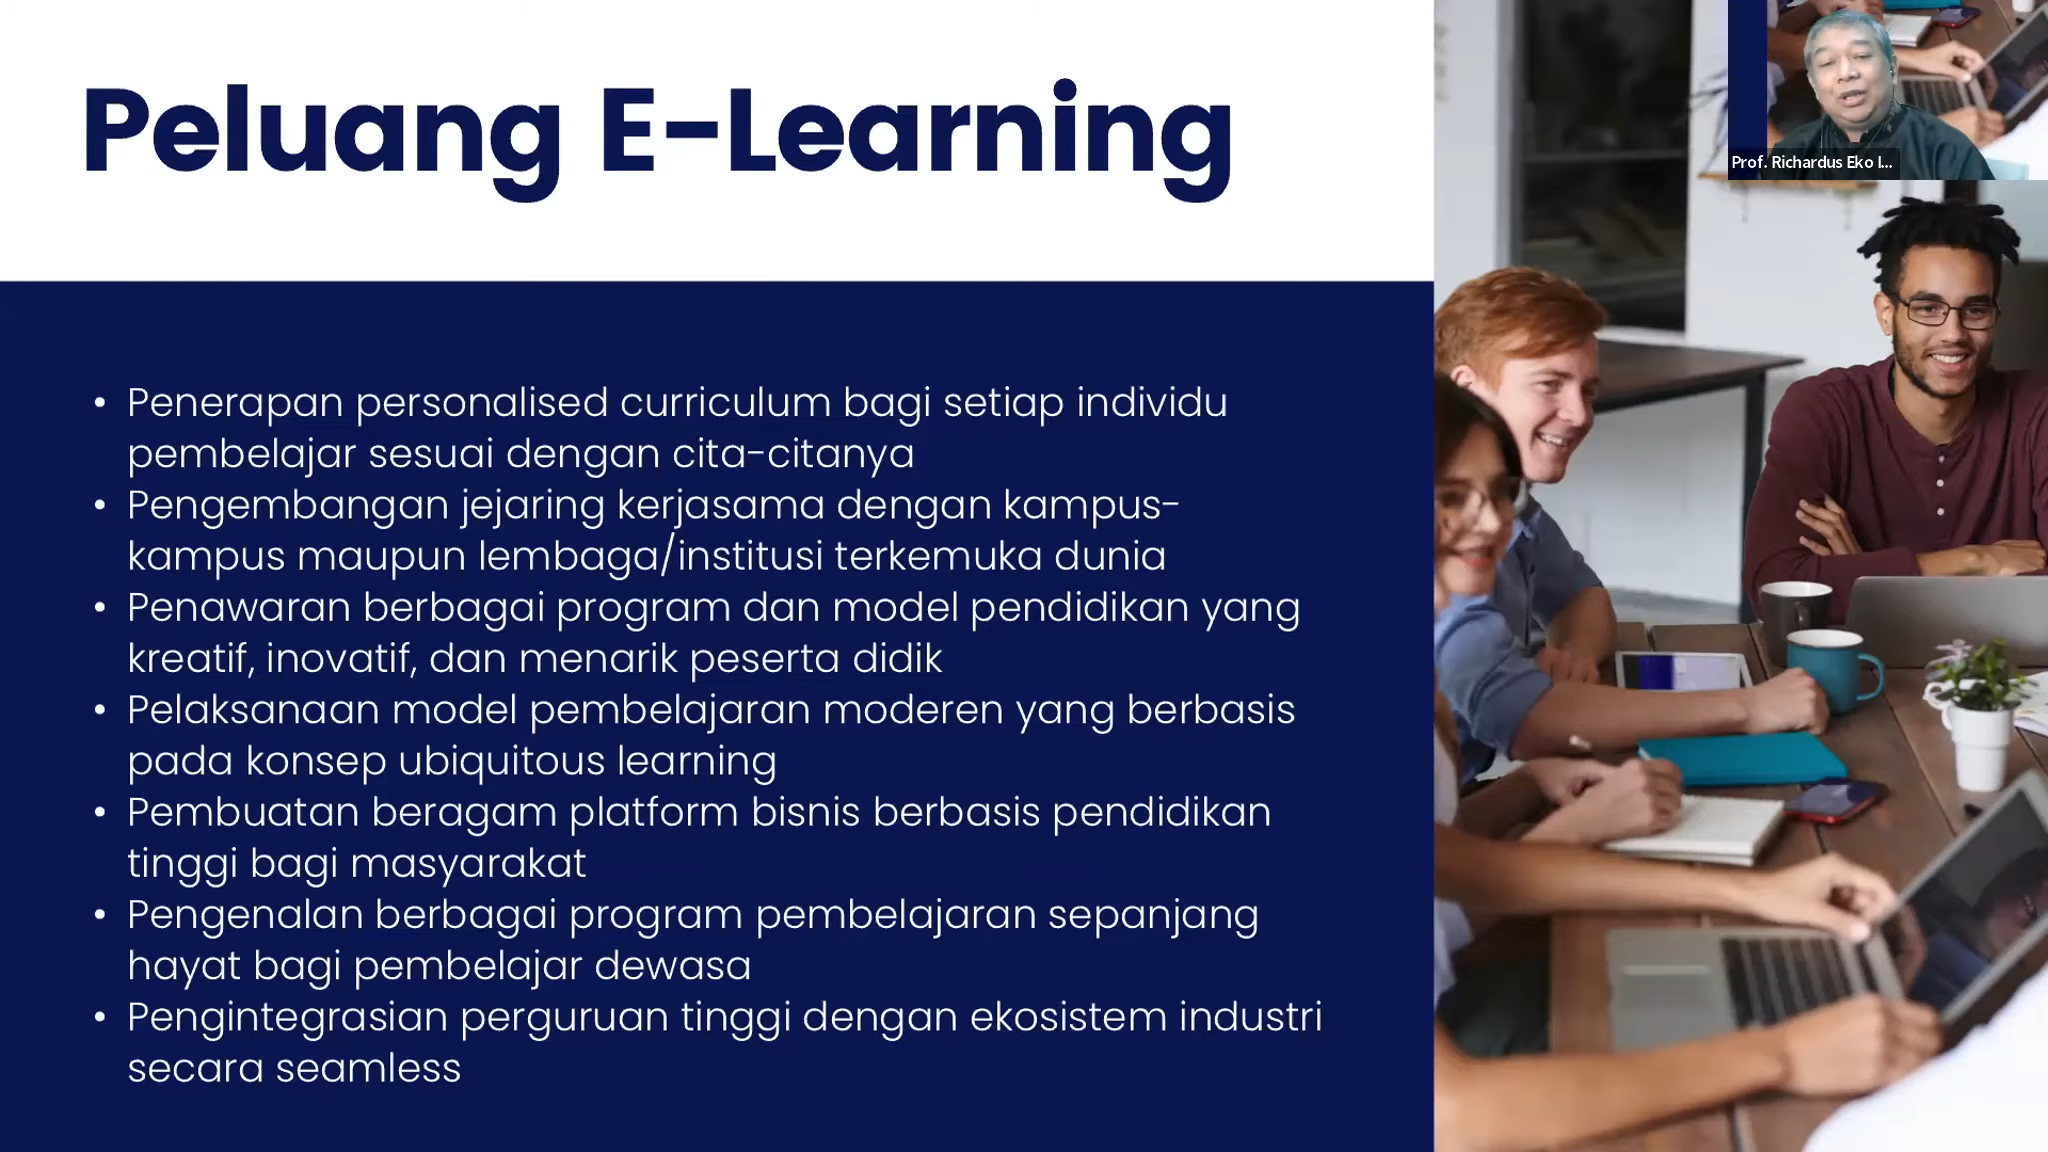 Peluang E-Learning
Prof. Richardus Eko I...
• Penerapan personalised curriculum bagi setiap individu
pembelajar sesuai dengan cita-citanya
• Pengembangan jejaring kerjasama dengan kampus-
kampus maupun lembaga/institusi terkemuka dunia
• Penawaran berbagai program dan model pendidikan yang
kreatif, inovatif, dan menarik peserta didik
• Pelaksanaan model pembelajaran moderen yang berbasis
pada konsep ubiquitous learning
• Pembuatan beragam platform bisnis berbasis pendidikan
tinggi bagi masyarakat
• Pengenalan berbagai program pembelajaran sepanjang
hayat bagi pembelajar dewasa
• Pengintegrasian perguruan tinggi dengan ekosistem industri
secara seamless